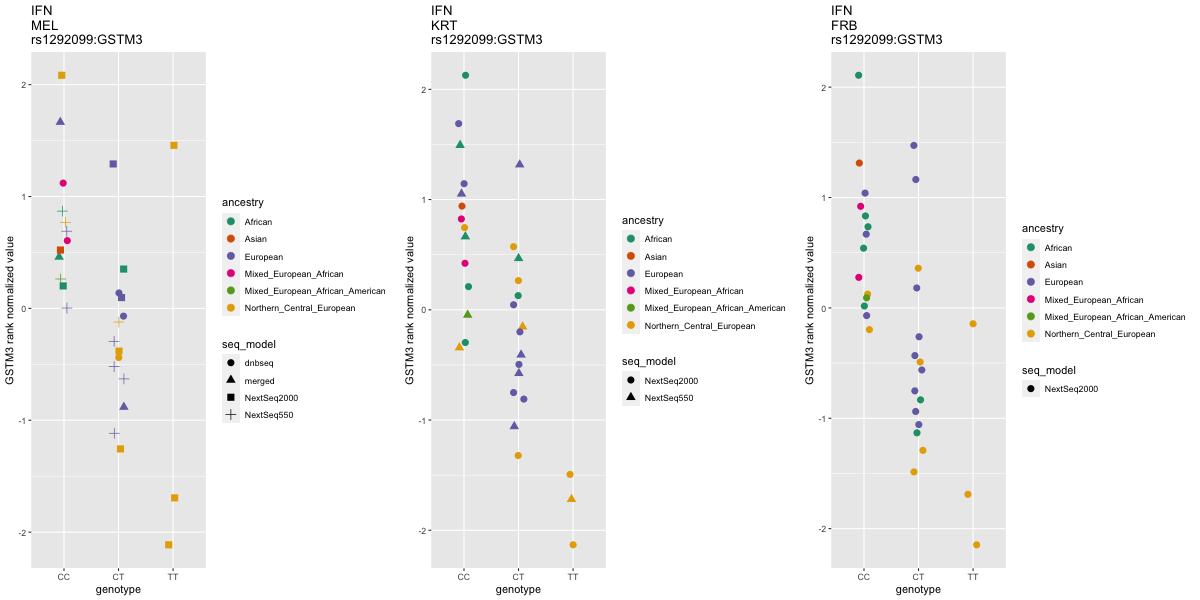 IFN
MEL
rs1292099:GSTM3
GSTM3 rank normalized value
2
1
0
-1
-2
CC
CT
TT
genotype
ancestry
African
Asian
European
Mixed_European_African
Mixed_European_African_American
Northern_Central_European
seq_model
dnbseq
merged
NextSeq2000
NextSeq550
IFN
KRT
rs1292099:GSTM3
GSTM3 rank normalized value
2
1
0
-1
-2
CC
CT
TT
genotype
ancestry
African
Asian
European
Mixed_European_African
Mixed_European_African_American
Northern_Central_European
seq_model
NextSeq2000
NextSeq550
IFN
FRB
rs1292099:GSTM3
GSTM3 rank normalized value
2
1
0
-1
-2
CC
CT
TT
genotype
ancestry
African
Asian
European
Mixed_European_African
Mixed_European_African_American
Northern_Central_European
seq_model
NextSeq2000